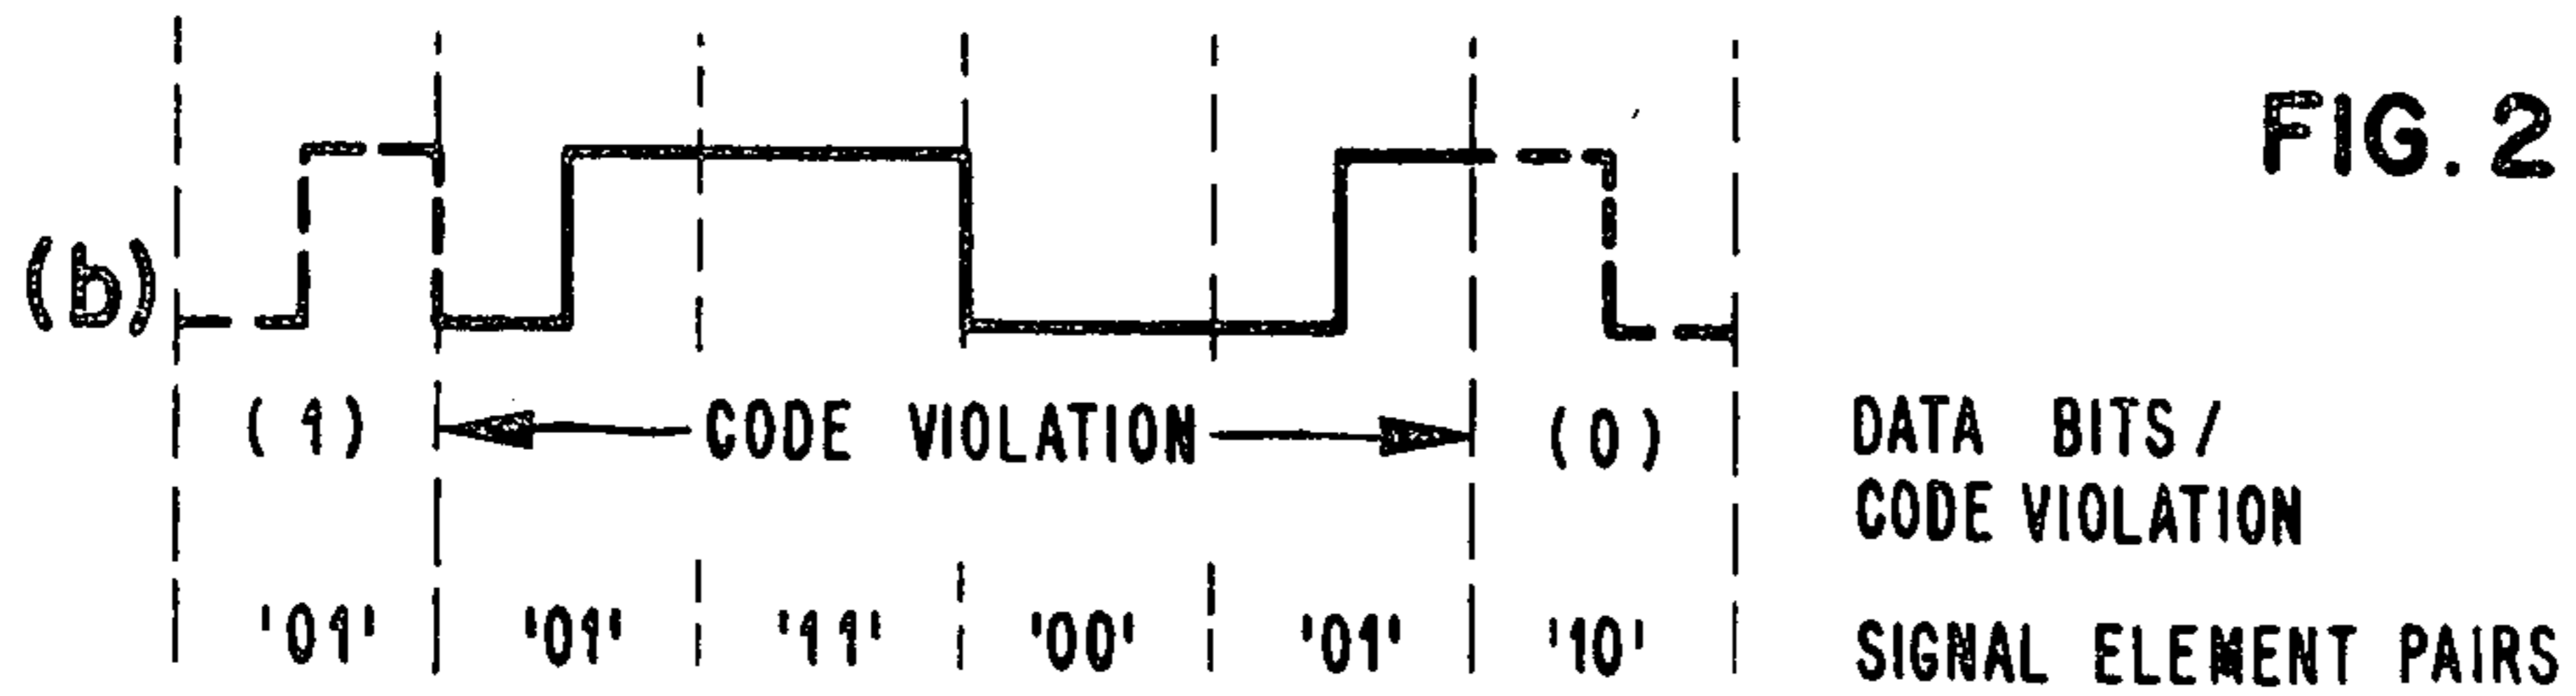 FIG. 2
(b)
(1) CODE VIOLATION (0) DATA BITS /
CODE VIOLATION
'01' '01' '11' '00' '01' '10' SIGNAL ELEMENT PAIRS